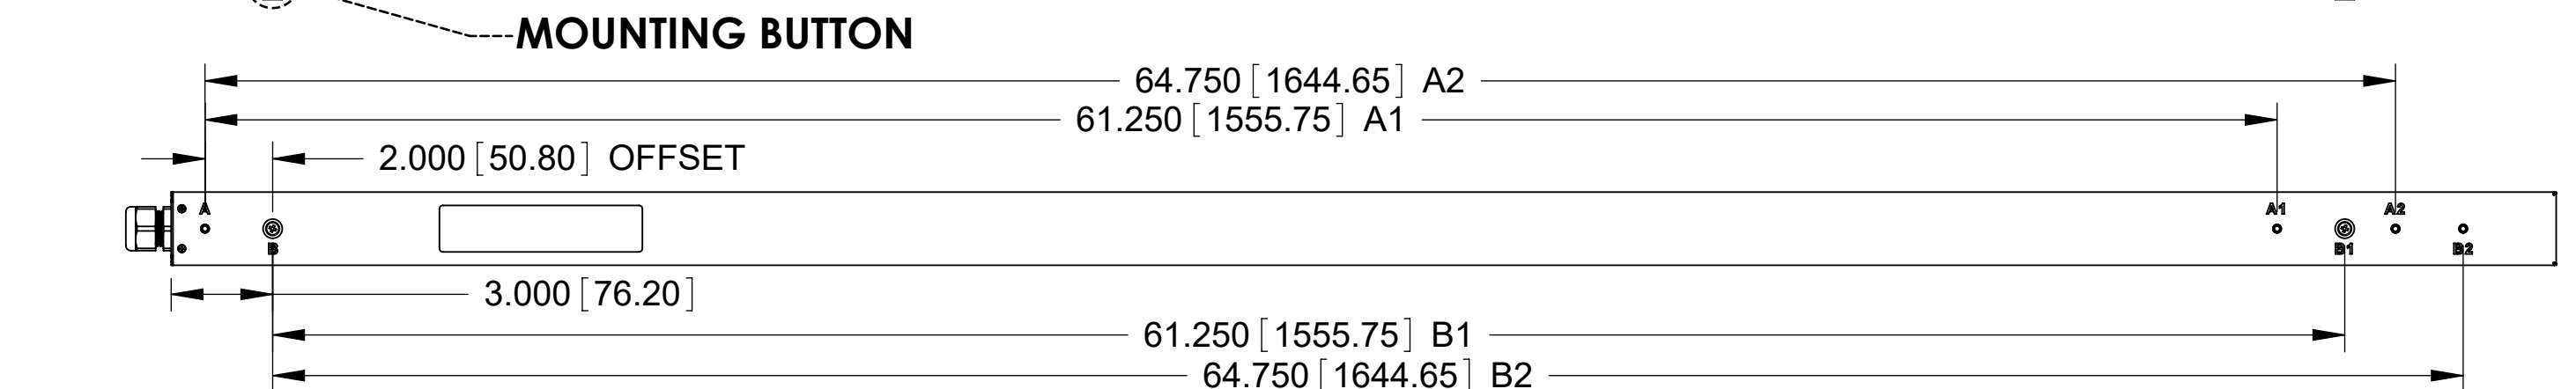 MOUNTING BUTTON
64.750 [1644.65] A2
61.250 [1555.75] A1
2.000 [50.80] OFFSET
A
A1
A2
B
B1
B2
3.000 [76.20]
61.250 [1555.75] B1
64.750 [1644.65] B2